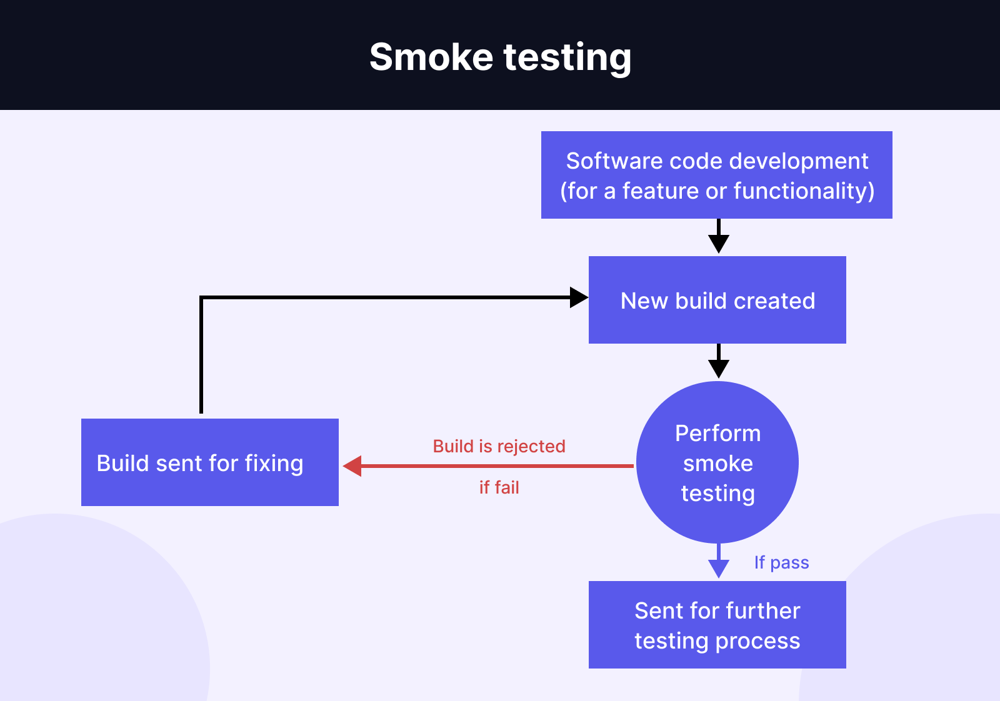 Smoke testing
Software code development
(for a feature or functionality)
New build created
Perform
smoke
testing
Build is rejected
if fail
Build sent for fixing
If pass
Sent for further
testing process